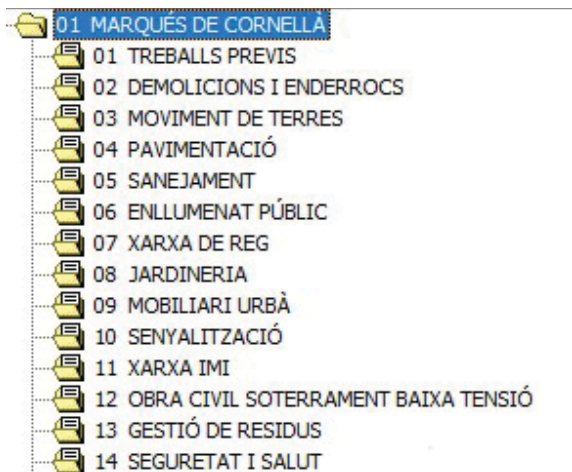 01 MARQUÉS DE CORNELLÀ
01 TREBALLS PREVIS
02 DEMOLICIONS I ENDERROCS
03 MOVIMENT DE TERRES
04 PAVIMENTACIÓ
05 SANEJAMENT
06 ENLLUMENAT PÚBLIC
07 XARXA DE REG
08 JARDINERIA
09 MOBILIARI URBÀ
10 SENYALITZACIÓ
11 XARXA IMI
12 OBRA CIVIL SOTERRAMENT BAIXA TENSIÓ
13 GESTIÓ DE RESIDUS
14 SEGURETAT I SALUT